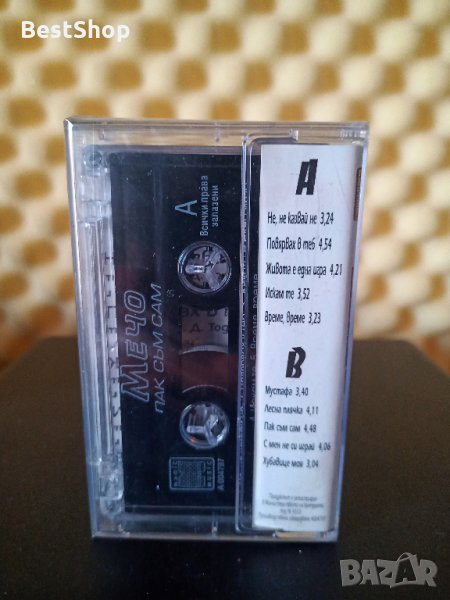 BestShop
A
Всички права
запазени
МЕЧО
ПАК СЪМ САМ
A 004797
A
Не, не казвай не 3,24
Повярвах в теб 4,54
Живота е една игра 4,21
Искам те 3,52
Време, време 3,23
B
Мустафа 3,40
Лесна плячка 4,11
Пак съм сам 4,48
С мен не си играй 4,06
Хубавице моя 3,04
BAZAR